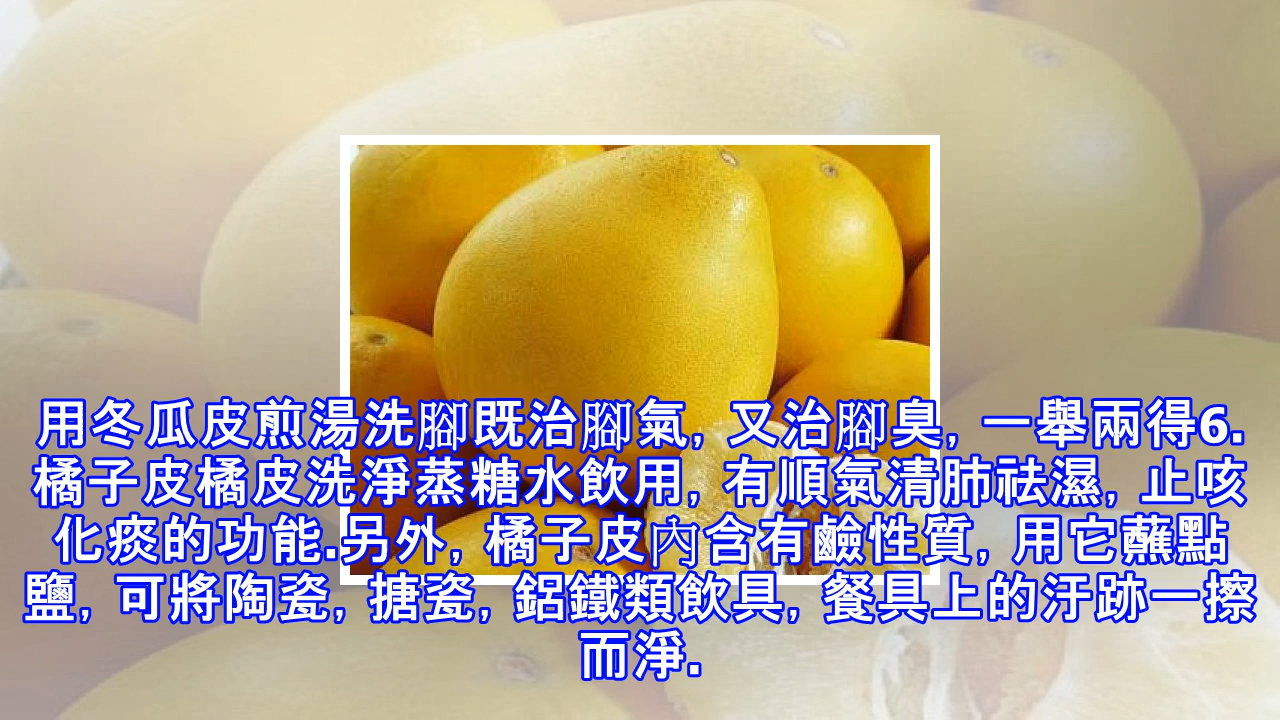 用冬瓜皮煎湯洗腳既治腳氣, 又治腳臭, 一舉兩得6.
橘子皮橘皮洗淨蒸糖水飲用, 有順氣清肺祛濕, 止咳
化痰的功能.另外, 橘子皮內含有鹼性質, 用它蘸點
鹽, 可將陶瓷, 搪瓷, 鋁鐵類飲具, 餐具上的汙跡一擦
而淨.